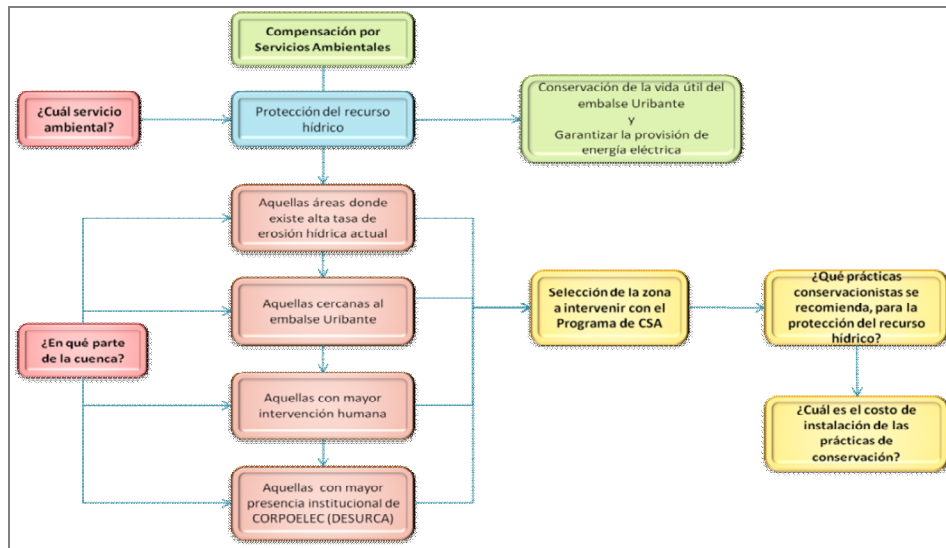 Compensación por
Servicios Ambientales
¿Cuál servicio
ambiental?
Protección del recurso
hídrico
Conservación de la vida útil del
embalse Uribante
y
Garantizar la provisión de
energía eléctrica
Aquellas áreas donde
existe alta tasa de
erosión hídrica actual
Aquellas cercanas al
embalse Uribante
¿En qué parte
de la cuenca?
Aquellas con mayor
intervención humana
Aquellas con mayor
presencia institucional de
CORPOELEC (DESURCA)
Selección de la zona
a intervenir con el
Programa de CSA
¿Qué prácticas
conservacionistas se
recomienda, para la
protección del recurso
hídrico?
¿Cuál es el costo de
instalación de las
prácticas de
conservación?